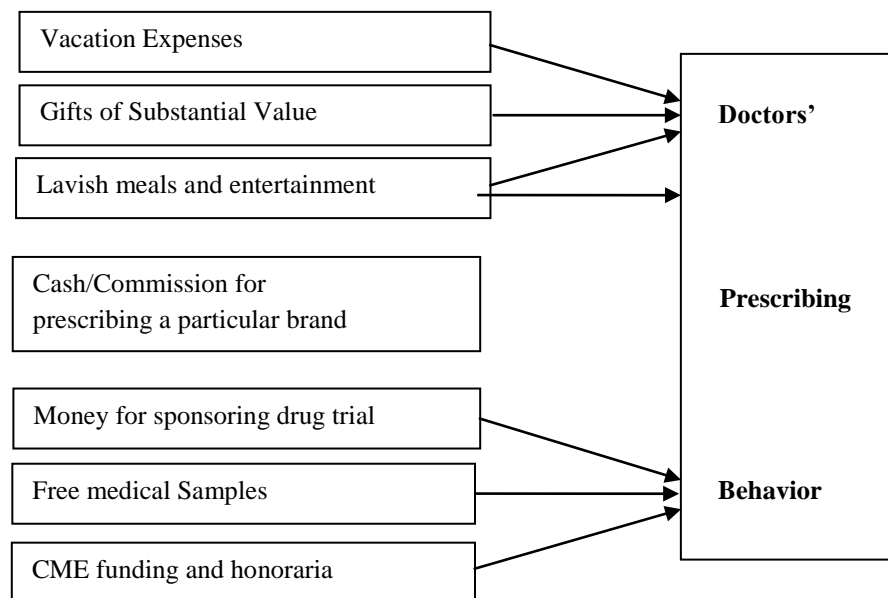 Vacation Expenses
Gifts of Substantial Value
Lavish meals and entertainment
Cash/Commission for
prescribing a particular brand
Money for sponsoring drug trial
Free medical Samples
CME funding and honoraria
Doctors’
Prescribing
Behavior